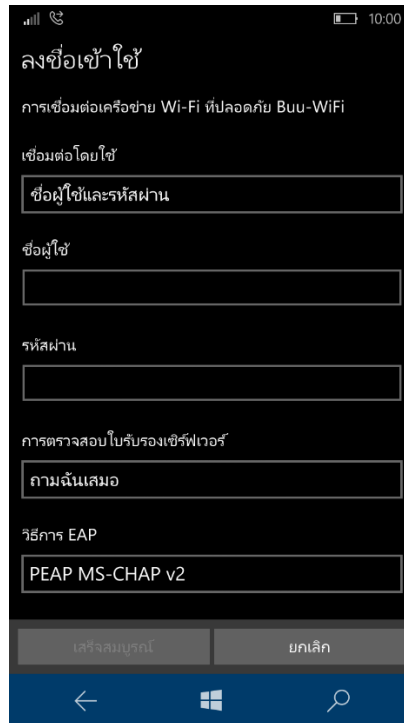 10:00
ลงชื่อเข้าใช้
การเชื่อมต่อเครือข่าย Wi-Fi ที่ปลอดภัย Buu-WiFi
เชื่อมต่อโดยใช้
ชื่อผู้ใช้และรหัสผ่าน
ชื่อผู้ใช้
รหัสผ่าน
การตรวจสอบใบรับรองเซิร์ฟเวอร์
ถามฉันเสมอ
วิธีการ EAP
PEAP MS-CHAP v2
เสร็จสมบูรณ์ ยกเลิก